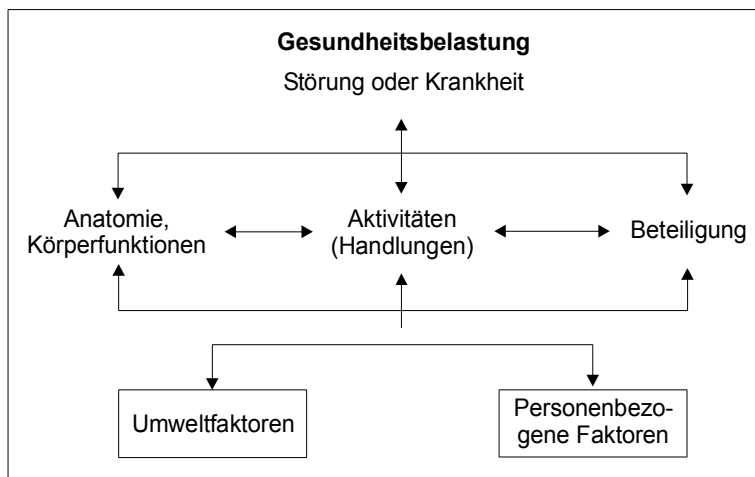 Gesundheitsbelastung
Störung oder Krankheit
Anatomie,
Körperfunktionen
Aktivitäten
(Handlungen)
Beteiligung
Umweltfaktoren
Personenbezo-
gene Faktoren